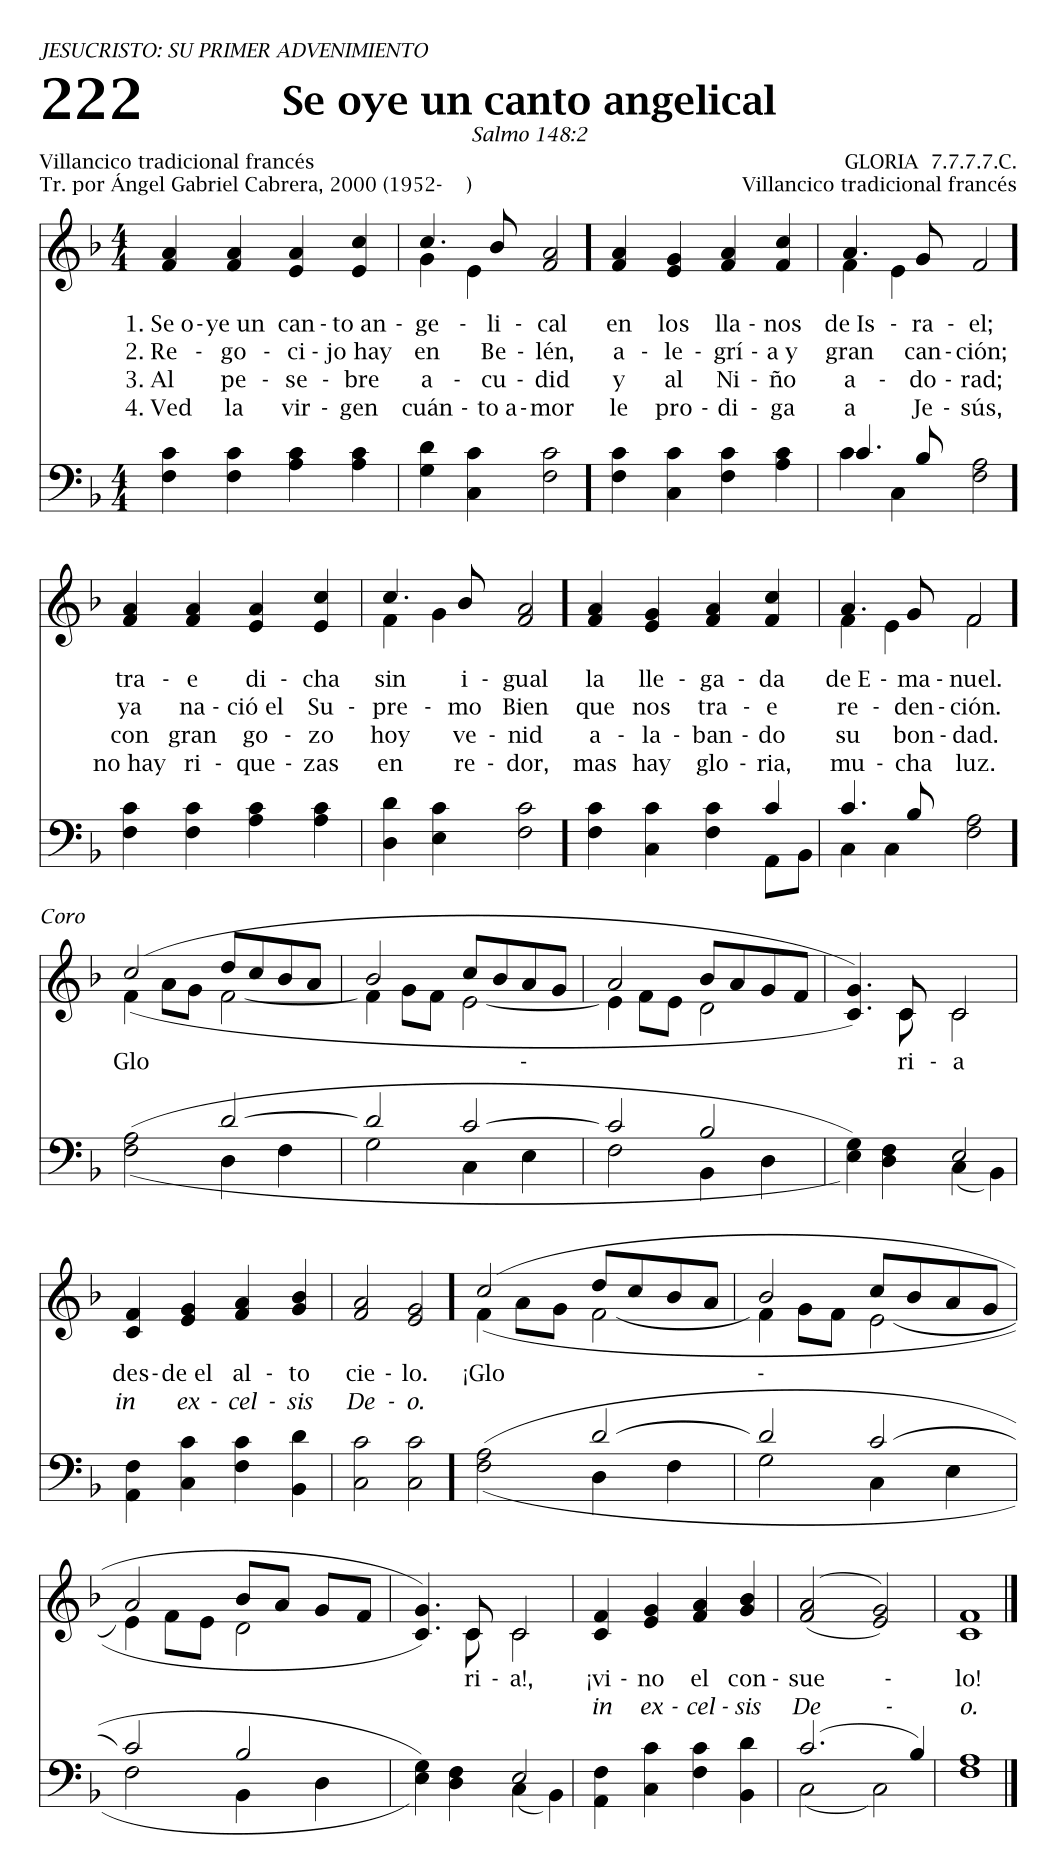 JESUCRISTO: SU PRIMER ADVENIMIENTO
222
Se oye un canto angelical
Salmo 148:2
Villancico tradicional francés
GLORIA 7.7.7.7.C.
Tr. por Ángel Gabriel Cabrera, 2000 (1952- )
Villancico tradicional francés
4 4
1. Se o - ye un can - to an - ge - li - cal en los lla - nos de Is - ra - el;
2. Re - go - ci - jo hay en Be - lén, a - le - grí - a y gran can - ción;
3. Al pe - se - bre a - cu - did y al Ni - ño a - do - rad;
4. Ved la vir - gen cuán - to a - mor le pro - di - ga a Je - sús,
4 4
tra - e di - cha sin i - gual la lle - ga - da de E - ma - nuel.
ya na - ció el Su - pre - mo Bien que nos tra - e re - den - ción.
con gran go - zo hoy ve - nid a - la - ban - do su bon - dad.
no hay ri - que - zas en re - dor, mas hay glo - ria, mu - cha luz.
Coro
Glo - ri - a
des - de el al - to cie - lo. ¡Glo -
in ex - cel - sis De - o.
ri - a!, ¡vi - no el con - sue - lo!
in ex - cel - sis De - o.